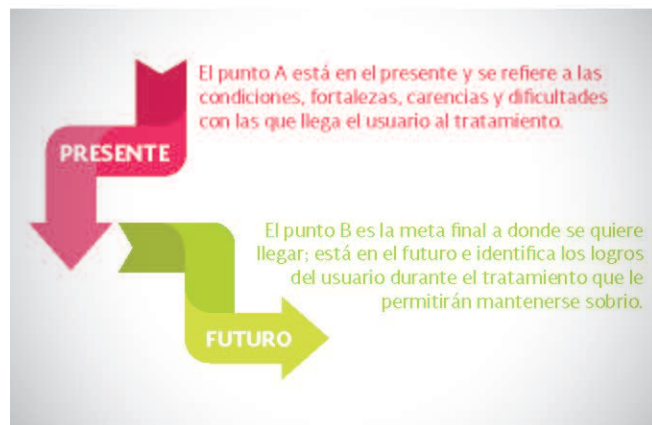 El punto A está en el presente y se refiere a las
condiciones, fortalezas, carencias y dificultades
con las que llega el usuario al tratamiento.
PRESENTE
El punto B es la meta final a donde se quiere
llegar; está en el futuro e identifica los logros
del usuario durante el tratamiento que le
permitirán mantenerse sobrio.
FUTURO